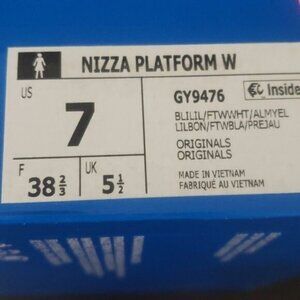 NIZZA PLATFORM W
US
7
F
38 2/3
UK
5 1/2
GY9476
Inside
BLILIL/FTWWHT/ALMYEL
LILBON/FTWBLA/PREJAU
ORIGINALS
ORIGINALS
MADE IN VIETNAM
FABRIQUÉ AU VIETNAM